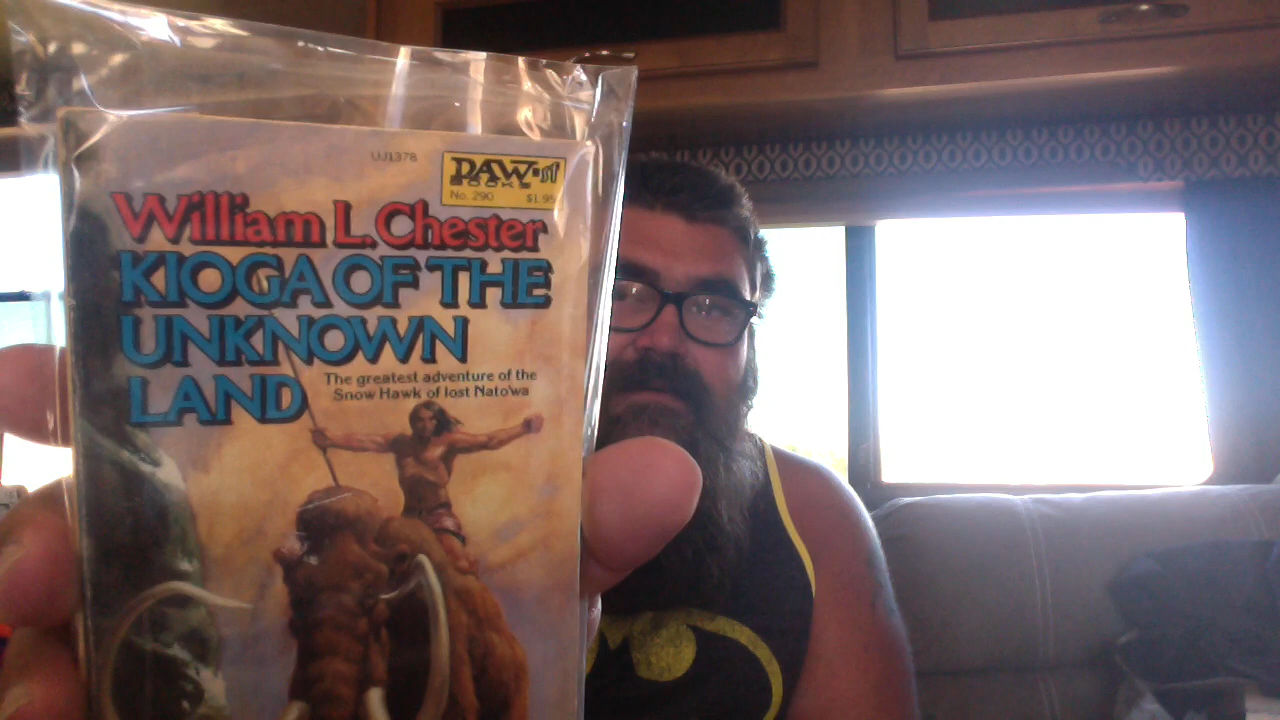 UJ1378
DAW sf
BOOKS
No. 290 $1.95
William L. Chester
KIOGA OF THE
UNKNOWN
LAND
The greatest adventure of the
Snow Hawk of lost Nato'wa